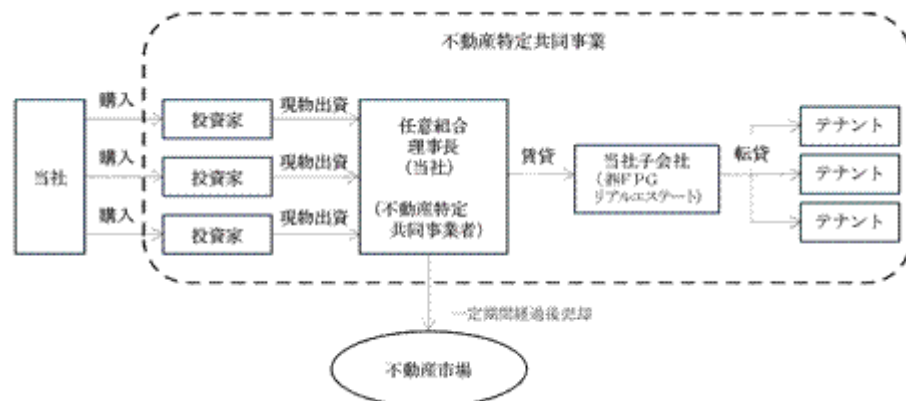 不動産特定共同事業
当社
購入
購入
購入
投資家
投資家
投資家
現物出資
現物出資
現物出資
任意組合
理事長
(当社)
(不動産特定
共同事業者)
賃貸
当社子会社
(㈱FPG
リアルエステート)
転貸
テナント
テナント
テナント
一定期間経過後売却
不動産市場